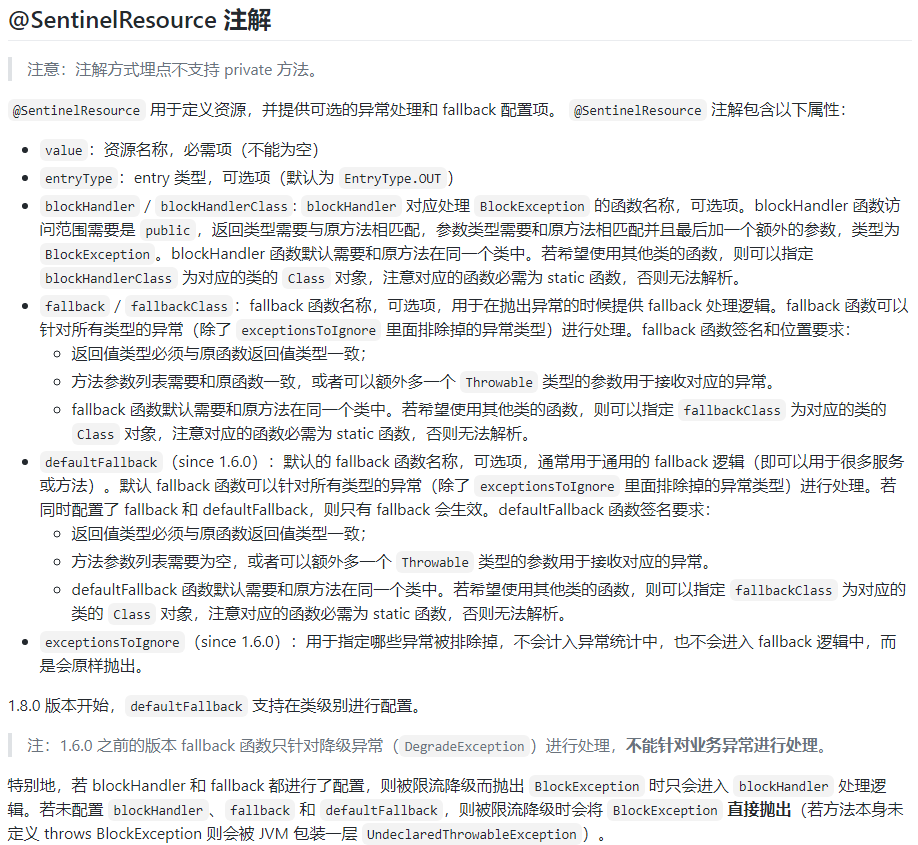 @SentinelResource 注解
注意：注解方式埋点不支持 private 方法。
@SentinelResource 用于定义资源，并提供可选的异常处理和 fallback 配置项。 @SentinelResource 注解包含以下属性：
value：资源名称，必需项（不能为空）
entryType：entry 类型，可选项（默认为 EntryType.OUT）
blockHandler / blockHandlerClass: blockHandler 对应处理 BlockException 的函数名称，可选项。blockHandler 函数访
问范围需要是 public，返回类型需要与原方法相匹配，参数类型需要和原方法相匹配并且最后加一个额外的参数，类型为
BlockException。blockHandler 函数默认需要和原方法在同一个类中。若希望使用其他类的函数，则可以指定
blockHandlerClass 为对应的类的 Class 对象，注意对应的函数必需为 static 函数，否则无法解析。
fallback / fallbackClass：fallback 函数名称，可选项，用于在抛出异常的时候提供 fallback 处理逻辑。fallback 函数可以
针对所有类型的异常（除了 exceptionsToIgnore 里面排除掉的异常类型）进行处理。fallback 函数签名和位置要求：
返回值类型必须与原函数返回值类型一致；
方法参数列表需要和原函数一致，或者可以额外多一个 Throwable 类型的参数用于接收对应的异常。
fallback 函数默认需要和原方法在同一个类中。若希望使用其他类的函数，则可以指定 fallbackClass 为对应的类的
Class 对象，注意对应的函数必需为 static 函数，否则无法解析。
defaultFallback（since 1.6.0）：默认的 fallback 函数名称，可选项，通常用于通用的 fallback 逻辑（即可以用于很多服务
或方法）。默认 fallback 函数可以针对所有类型的异常（除了 exceptionsToIgnore 里面排除掉的异常类型）进行处理。若
同时配置了 fallback 和 defaultFallback，则只有 fallback 会生效。defaultFallback 函数签名要求：
返回值类型必须与原函数返回值类型一致；
方法参数列表需要为空，或者可以额外多一个 Throwable 类型的参数用于接收对应的异常。
defaultFallback 函数默认需要和原方法在同一个类中。若希望使用其他类的函数，则可以指定 fallbackClass 为对应的
类的 Class 对象，注意对应的函数必需为 static 函数，否则无法解析。
exceptionsToIgnore（since 1.6.0）：用于指定哪些异常被排除掉，不会计入异常统计中，也不会进入 fallback 逻辑中，而
是会原样抛出。
1.8.0 版本开始，defaultFallback 支持在类级别进行配置。
注：1.6.0 之前的版本 fallback 函数只针对降级异常（DegradeException）进行处理，不能针对业务异常进行处理。
特别地，若 blockHandler 和 fallback 都进行了配置，则被限流降级而抛出 BlockException 时只会进入 blockHandler 处理逻
辑。若未配置 blockHandler、fallback 和 defaultFallback，则被限流降级时会将 BlockException 直接抛出（若方法本身未
定义 throws BlockException 则会被 JVM 包装一层 UndeclaredThrowableException）。